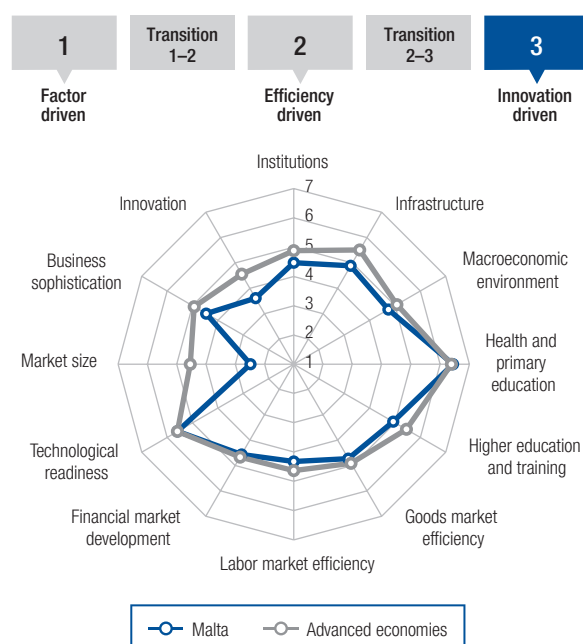 1
Transition
1–2
2
Transition
2–3
3
Factor
driven
Efficiency
driven
Innovation
driven
Institutions
7
6
5
4
3
2
1
Infrastructure
Macroeconomic
environment
Health and
primary
education
Higher education
and training
Goods market
efficiency
Labor market efficiency
Financial market
development
Technological
readiness
Market size
Business
sophistication
Innovation
Malta
Advanced economies